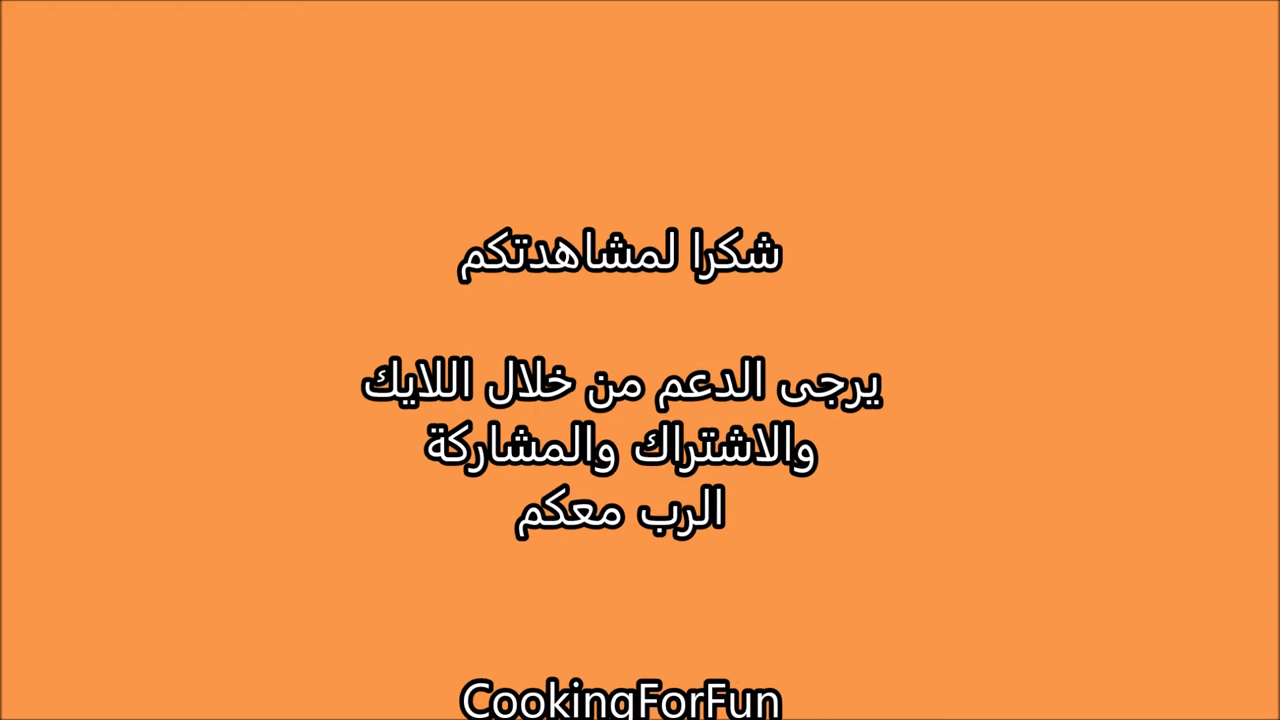 شكرا لمشاهدتكم
يرجى الدعم من خلال اللايك
والاشتراك والمشاركة
الرب معكم
CookingForFun